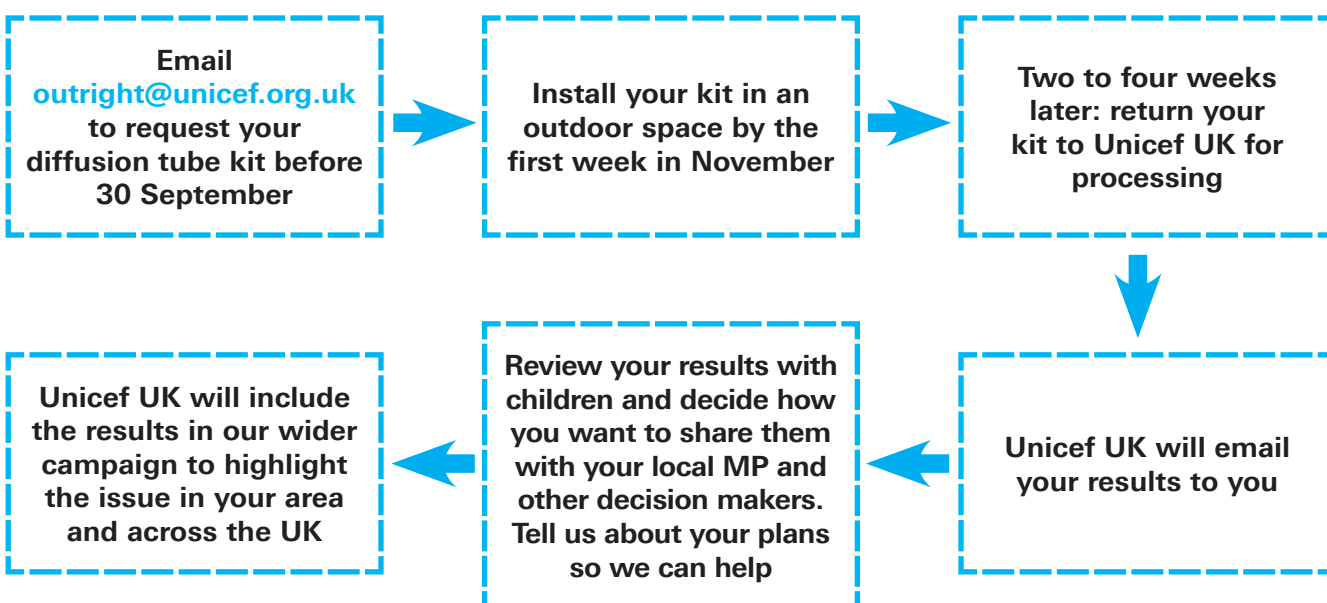 Email
outright@unicef.org.uk
to request your
diffusion tube kit before
30 September
Install your kit in an
outdoor space by the
first week in November
Two to four weeks
later: return your
kit to Unicef UK for
processing
Unicef UK will email
your results to you
Review your results with
children and decide how
you want to share them
with your local MP and
other decision makers.
Tell us about your plans
so we can help
Unicef UK will include
the results in our wider
campaign to highlight
the issue in your area
and across the UK